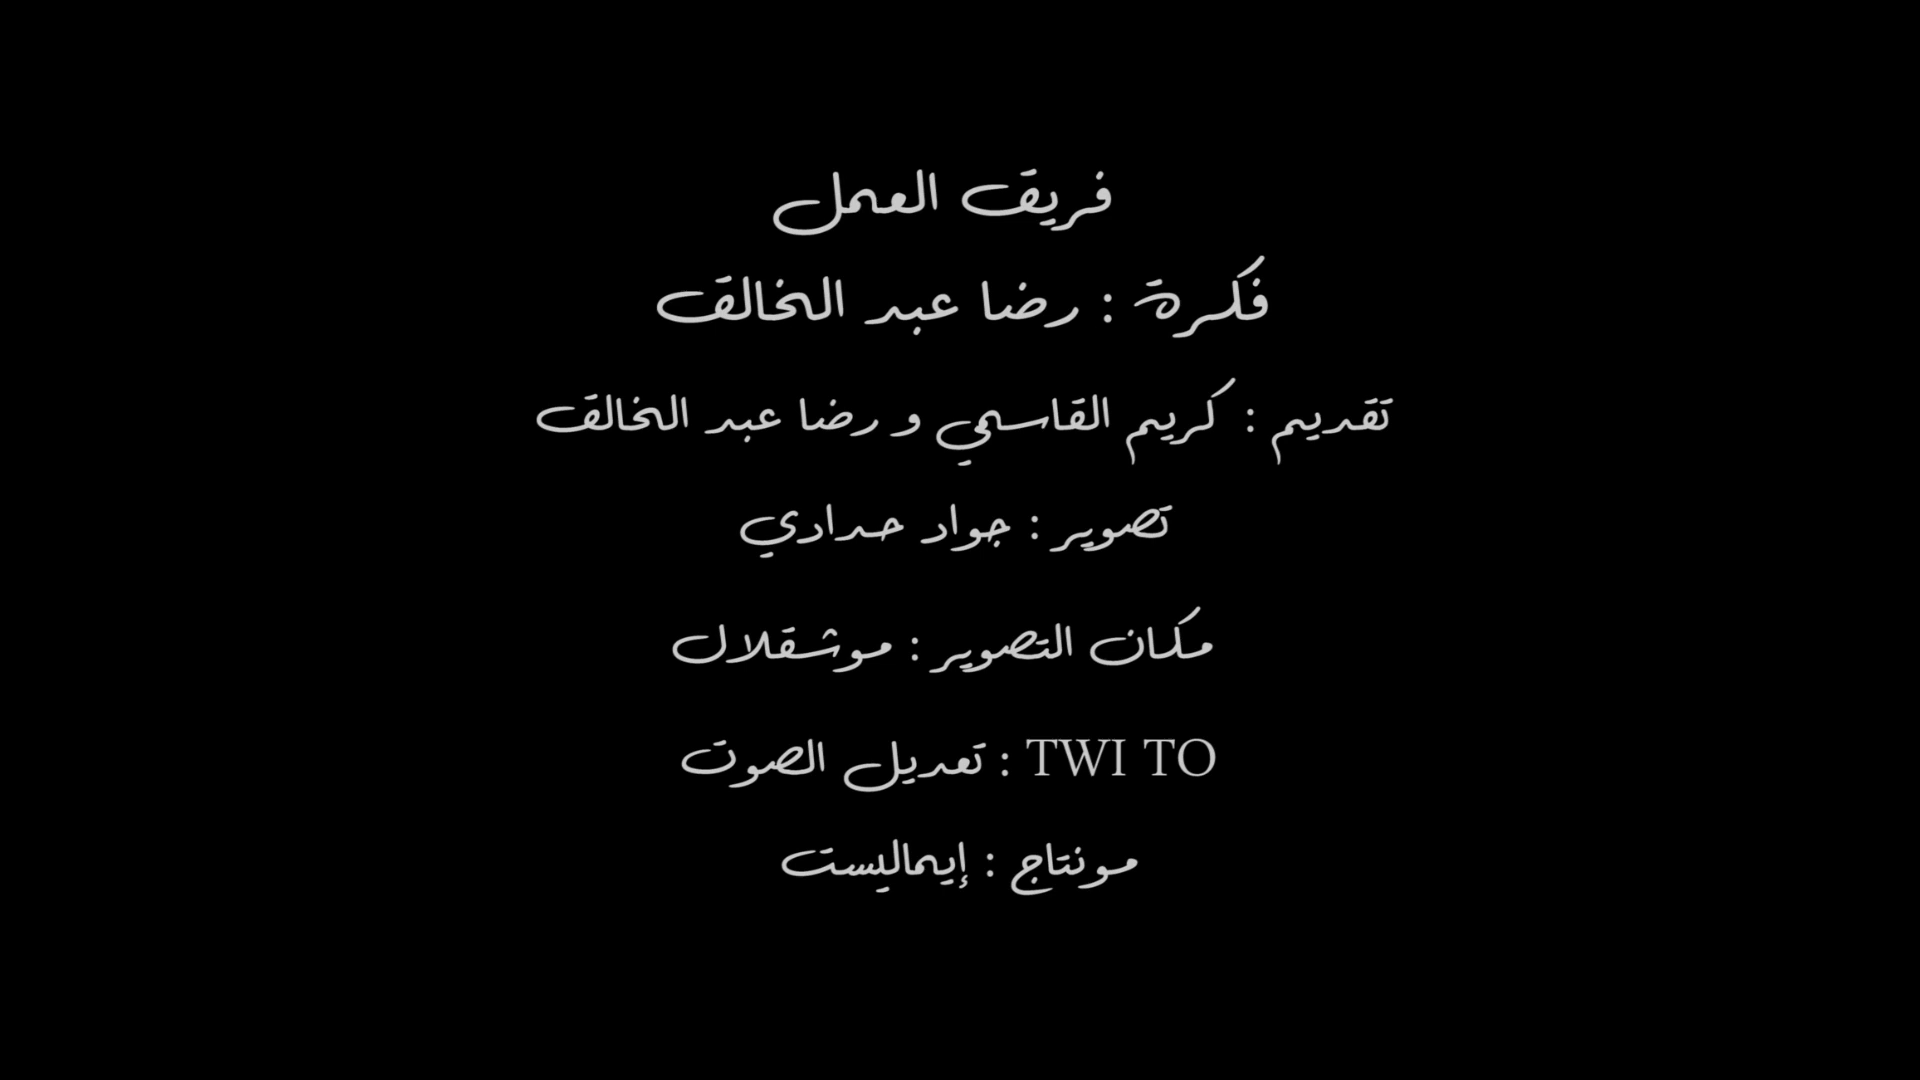 فريق العمل
فكرة : رضا عبد الخالق
تقديم : كريم القاسمي و رضا عبد الخالق
تصوير : جواد حدادي
مكان التصوير : موشقلال
TWI TO : تعديل الصوت
مونتاج : إيماليست